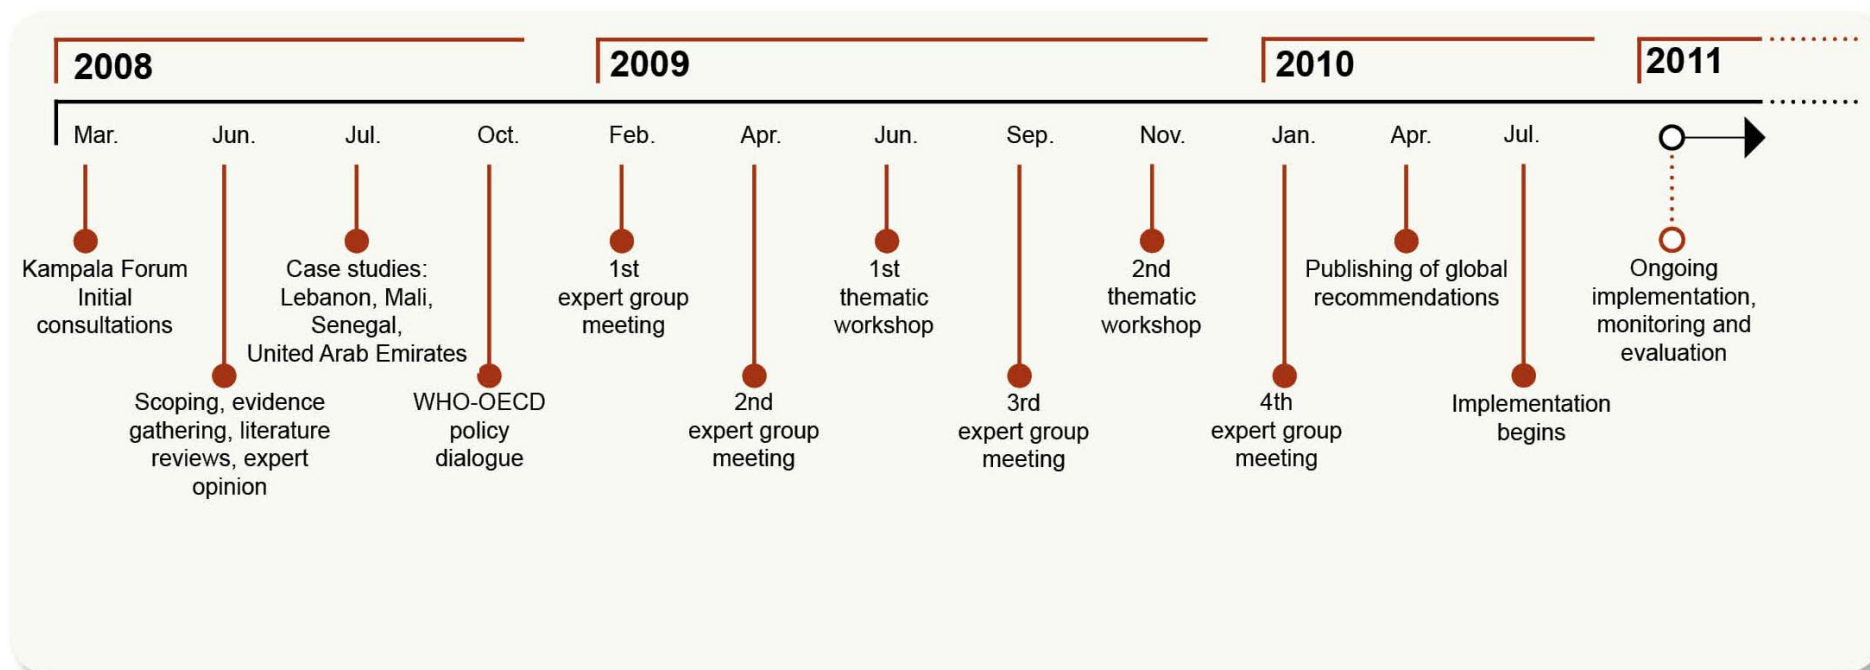 2008
2009
2010
2011
Mar.
Jun.
Jul.
Oct.
Feb.
Apr.
Jun.
Sep.
Nov.
Jan.
Apr.
Jul.
Kampala Forum
Initial
consultations
Scoping, evidence
gathering, literature
reviews, expert
opinion
Case studies:
Lebanon, Mali,
Senegal,
United Arab Emirates
WHO-OECD
policy
dialogue
1st
expert group
meeting
2nd
expert group
meeting
1st
thematic
workshop
3rd
expert group
meeting
2nd
thematic
workshop
4th
expert group
meeting
Publishing of global
recommendations
Implementation
begins
Ongoing
implementation,
monitoring and
evaluation